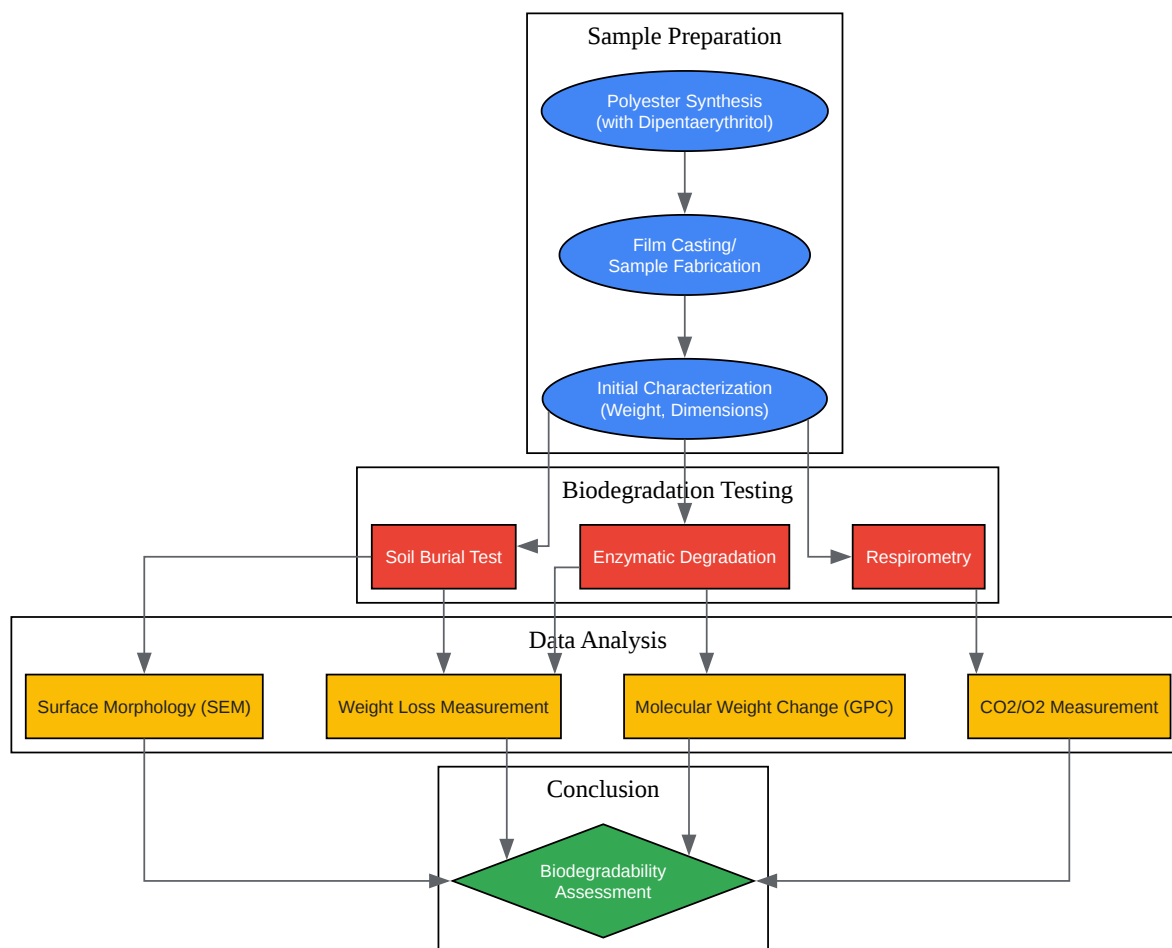 Sample Preparation
Polyester Synthesis
(with Dipentaerythritol)
Film Casting/
Sample Fabrication
Initial Characterization
(Weight, Dimensions)
Biodegradation Testing
Soil Burial Test
Enzymatic Degradation
Respirometry
Data Analysis
Surface Morphology (SEM)
Weight Loss Measurement
Molecular Weight Change (GPC)
CO2/O2 Measurement
Conclusion
Biodegradability
Assessment